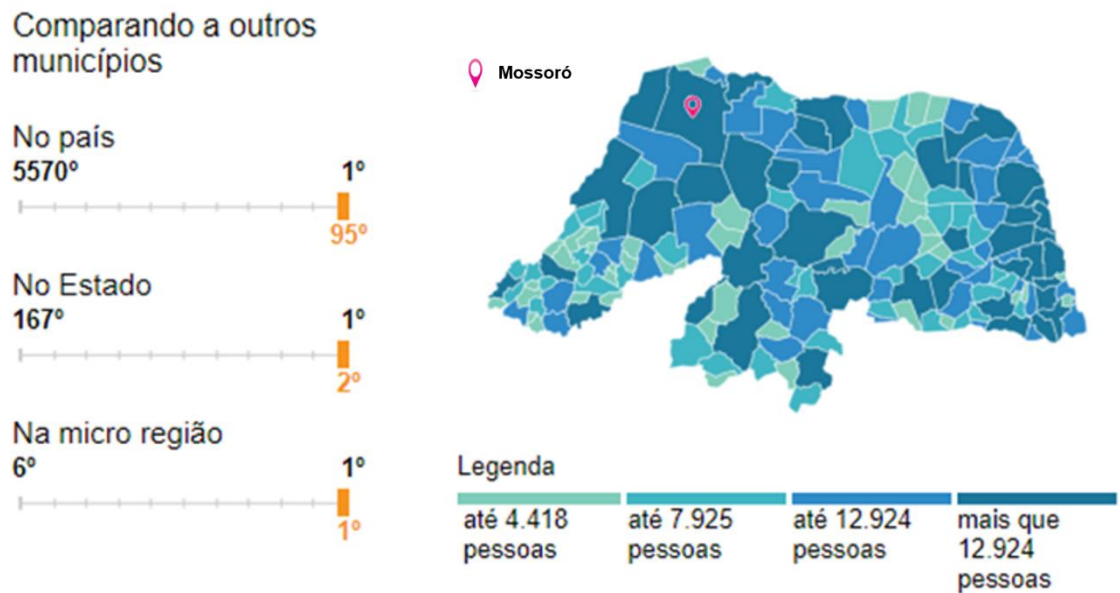 Comparando a outros
municípios
No país
5570º 1º
95º
No Estado
167º 1º
2º
Na micro região
6º 1º
1º
Mossoró
Legenda
até 4.418
pessoas
até 7.925
pessoas
até 12.924
pessoas
mais que
12.924
pessoas